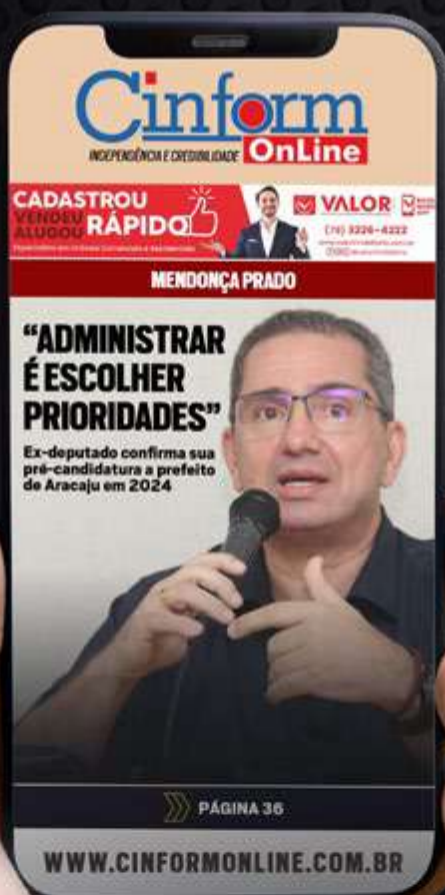 Cinform
INDEPENDÊNCIA E CREDIBILIDADE OnLine
CADASTROU
VENDEU
ALUGOU RÁPIDO
VALOR
(79) 3226-4222
MENDONÇA PRADO
“ADMINISTRAR
É ESCOLHER
PRIORIDADES”
Ex-deputado confirma sua
pré-candidatura a prefeito
de Aracaju em 2024
PÁGINA 36
WWW.CINFORMONLINE.COM.BR